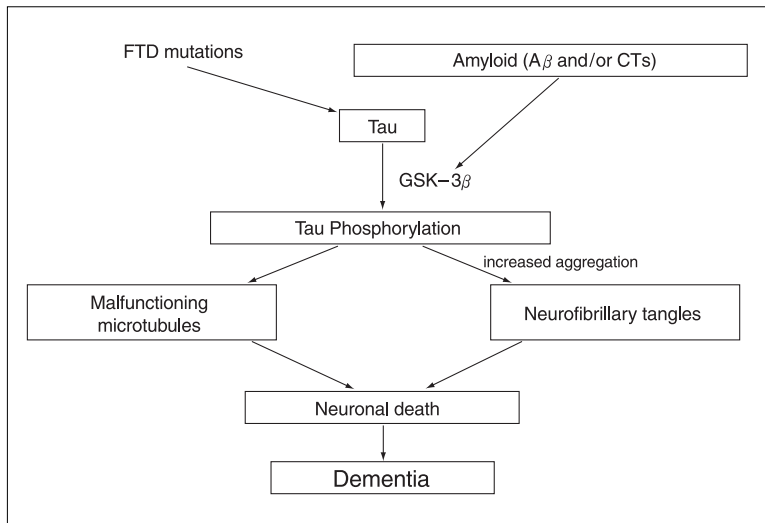 FTD mutations
Amyloid (Aβ and/or CTs)
Tau
GSK–3β
Tau Phosphorylation
increased aggregation
Malfunctioning
microtubules
Neurofibrillary tangles
Neuronal death
Dementia